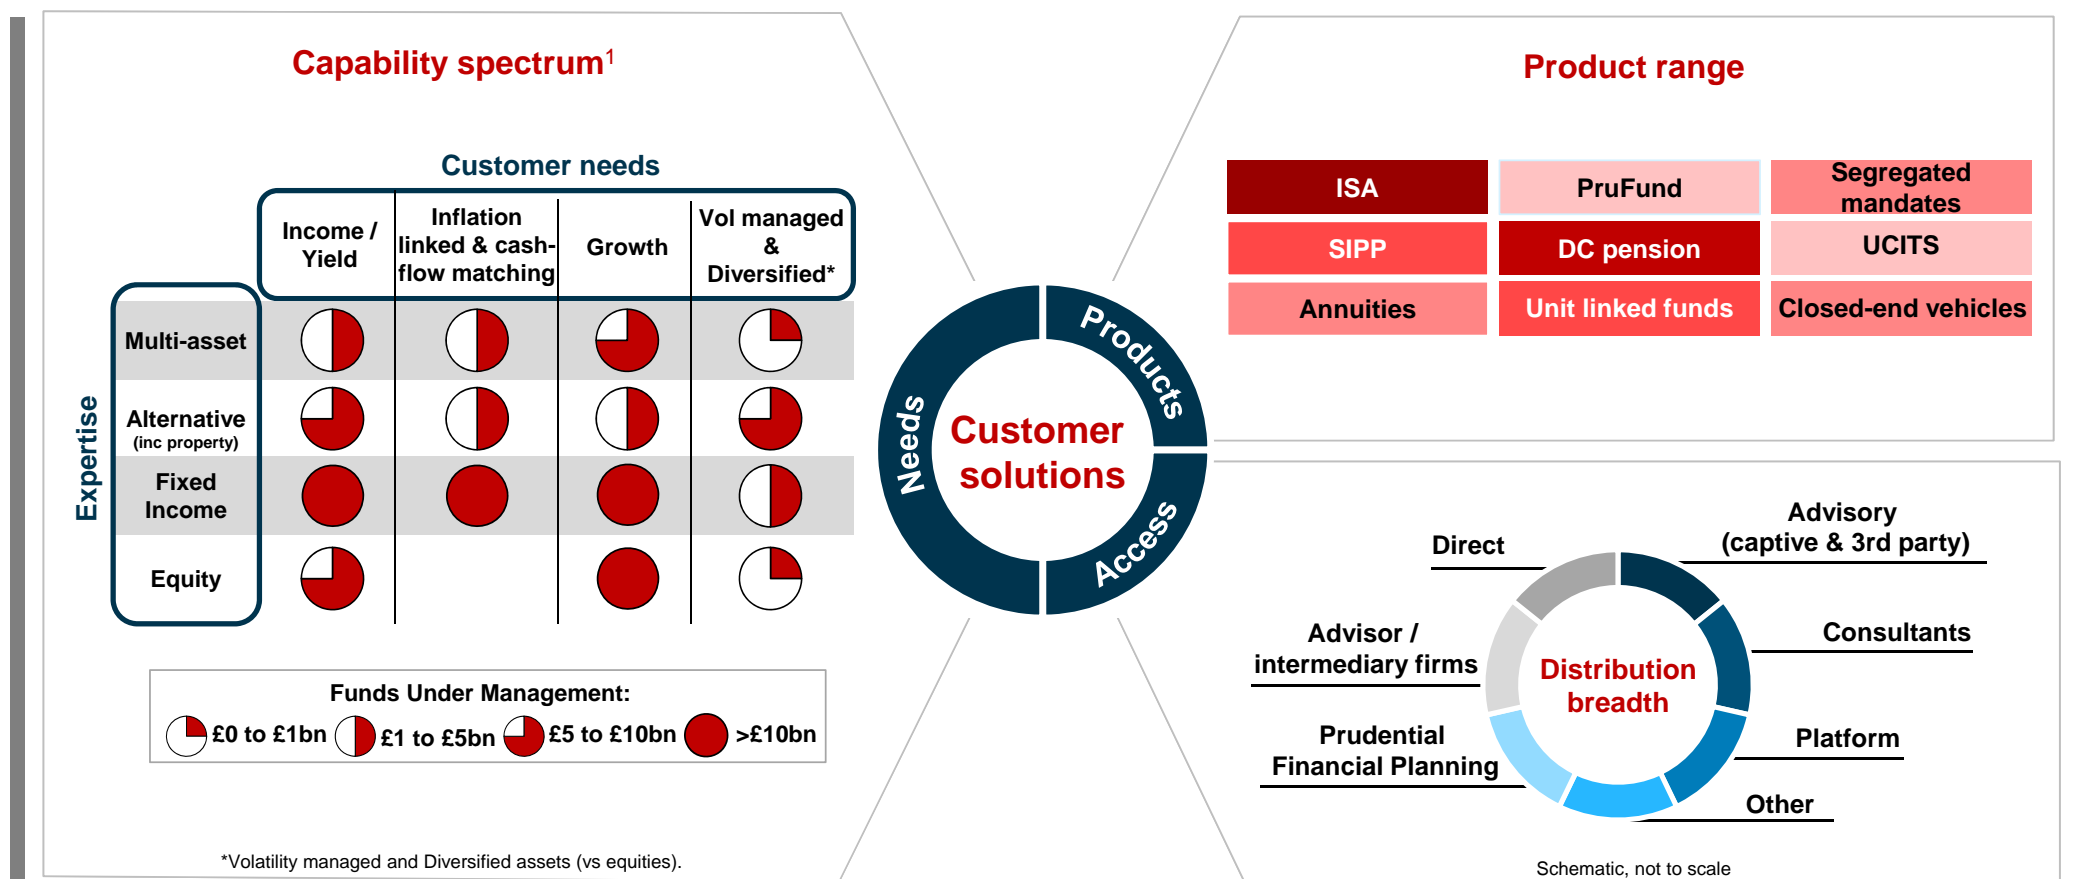 Capability spectrum1
Customer needs
Income /
Yield
Inflation
linked & cash-
flow matching
Growth
Vol managed
&
Diversified*
Expertise
Multi-asset
Alternative
(inc property)
Fixed
Income
Equity
Funds Under Management:
£0 to £1bn
£1 to £5bn
£5 to £10bn
>£10bn
*Volatility managed and Diversified assets (vs equities).
Needs
Products
Access
Customer
solutions
Product range
ISA
PruFund
Segregated
mandates
SIPP
DC pension
UCITS
Annuities
Unit linked funds
Closed-end vehicles
Direct
Advisory
(captive & 3rd party)
Advisor /
intermediary firms
Consultants
Distribution
breadth
Prudential
Financial Planning
Platform
Other
Schematic, not to scale